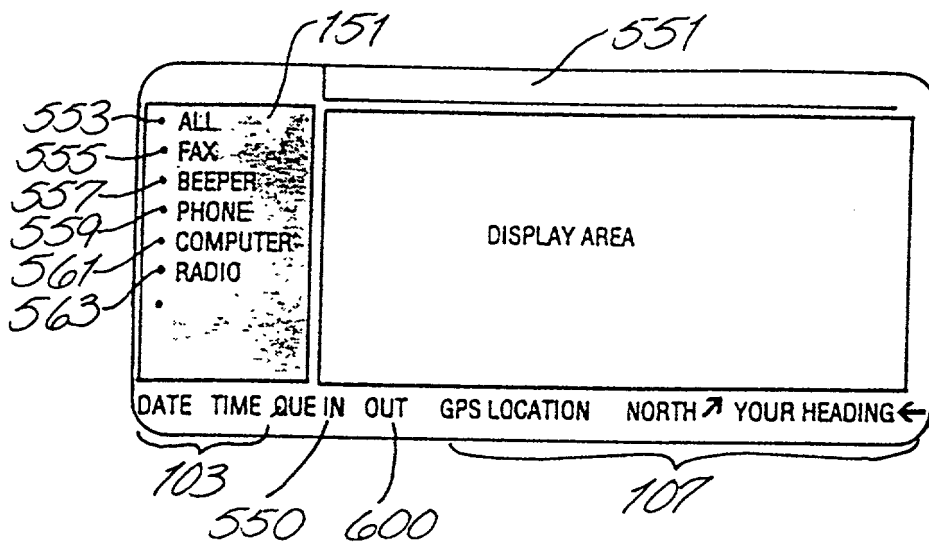 151 551
553 • ALL
555 • FAX
557 • BEEPER
559 • PHONE
561 • COMPUTER
563 • RADIO
•
DISPLAY AREA
DATE TIME QUE IN OUT GPS LOCATION NORTH ↗ YOUR HEADING ←
103 550 600 107